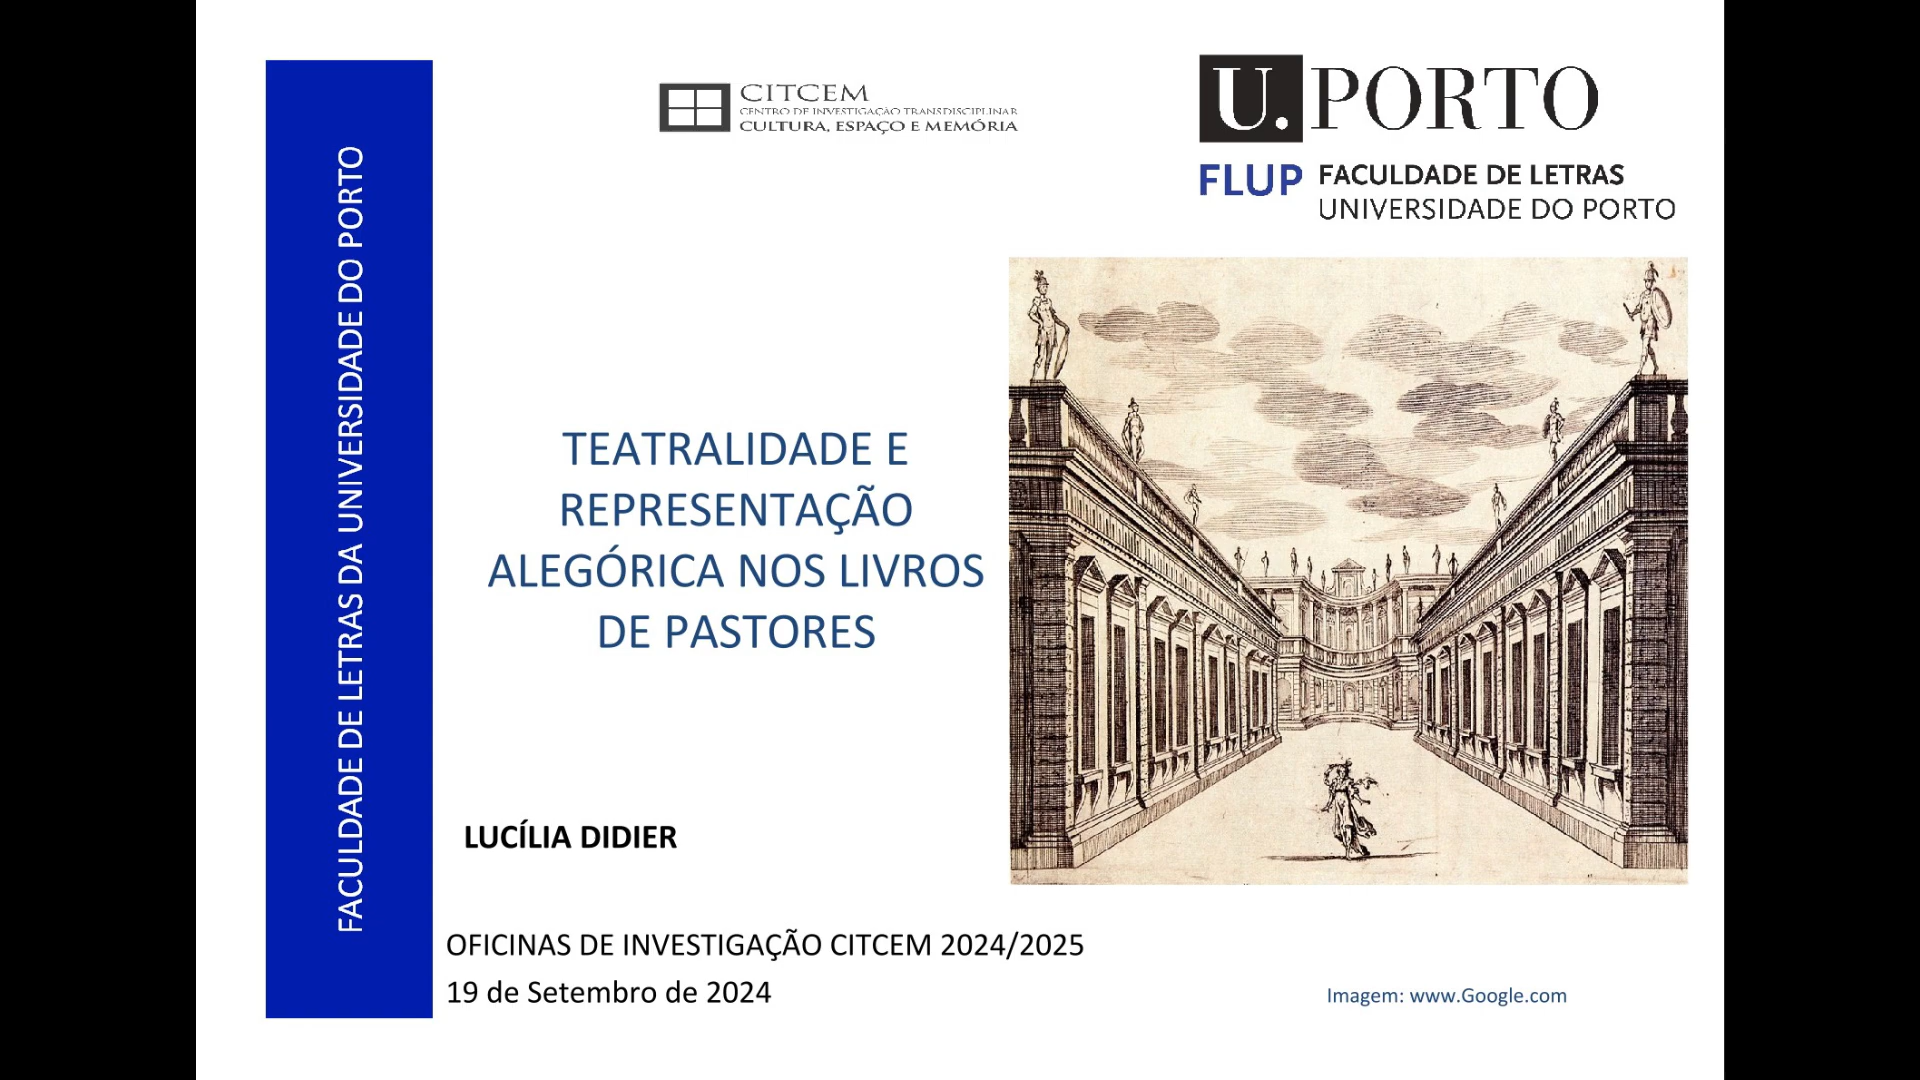 FACULDADE DE LETRAS DA UNIVERSIDADE DO PORTO
CITCEM
CENTRO DE INVESTIGAÇÃO TRANSDISCIPLINAR
CULTURA, ESPAÇO E MEMÓRIA
U.PORTO
FLUP FACULDADE DE LETRAS
UNIVERSIDADE DO PORTO
TEATRALIDADE E
REPRESENTAÇÃO
ALEGÓRICA NOS LIVROS
DE PASTORES
LUCÍLIA DIDIER
OFICINAS DE INVESTIGAÇÃO CITCEM 2024/2025
19 de Setembro de 2024
Imagem: www.Google.com